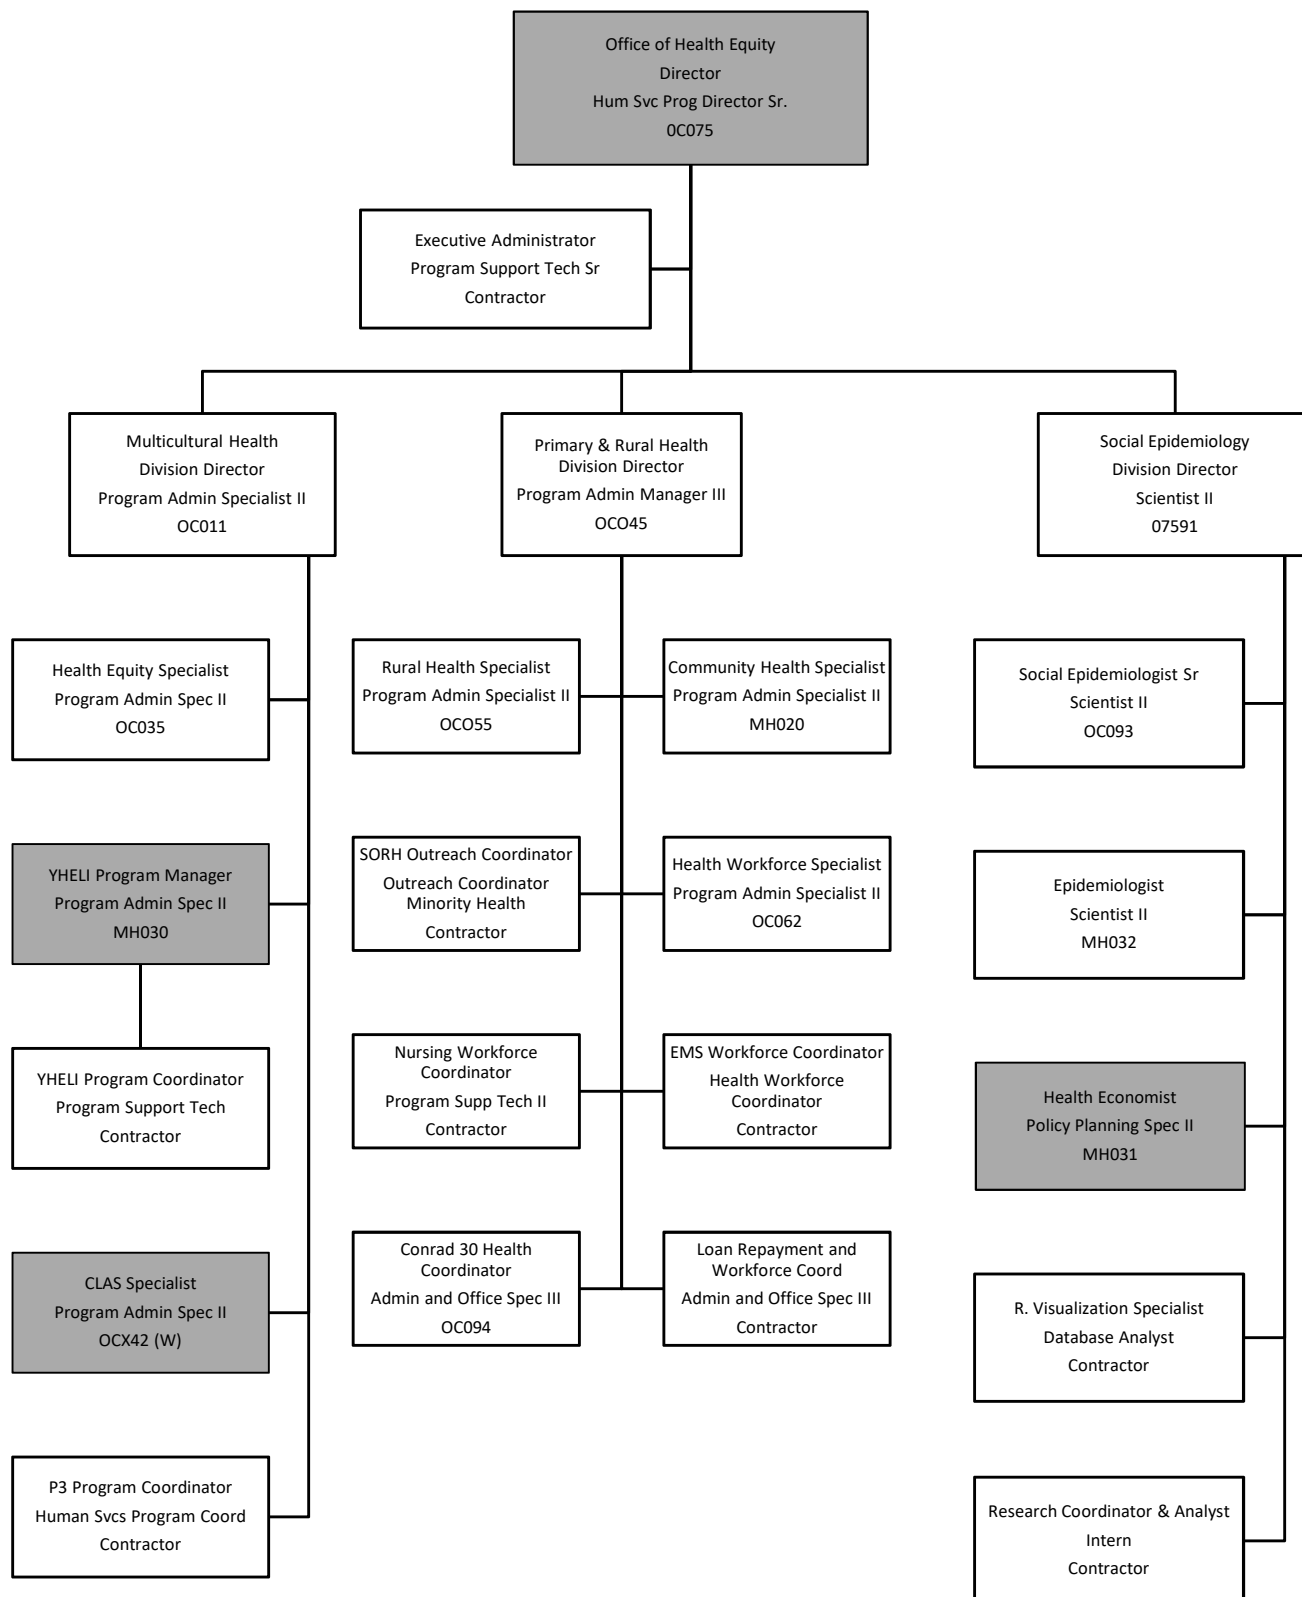 Office of Health Equity
Director
Hum Svc Prog Director Sr.
0C075
Executive Administrator
Program Support Tech Sr
Contractor
Multicultural Health
Division Director
Program Admin Specialist II
OC011
Primary & Rural Health
Division Director
Program Admin Manager III
OCO45
Social Epidemiology
Division Director
Scientist II
07591
Health Equity Specialist
Program Admin Spec II
OC035
Rural Health Specialist
Program Admin Specialist II
OCO55
Community Health Specialist
Program Admin Specialist II
MH020
Social Epidemiologist Sr
Scientist II
OC093
YHELI Program Manager
Program Admin Spec II
MH030
SORH Outreach Coordinator
Outreach Coordinator
Minority Health
Contractor
Health Workforce Specialist
Program Admin Specialist II
OC062
Epidemiologist
Scientist II
MH032
YHELI Program Coordinator
Program Support Tech
Contractor
Nursing Workforce
Coordinator
Program Supp Tech II
Contractor
EMS Workforce Coordinator
Health Workforce
Coordinator
Contractor
Health Economist
Policy Planning Spec II
MH031
CLAS Specialist
Program Admin Spec II
OCX42 (W)
Conrad 30 Health
Coordinator
Admin and Office Spec III
OC094
Loan Repayment and
Workforce Coord
Admin and Office Spec III
Contractor
R. Visualization Specialist
Database Analyst
Contractor
P3 Program Coordinator
Human Svcs Program Coord
Contractor
Research Coordinator & Analyst
Intern
Contractor